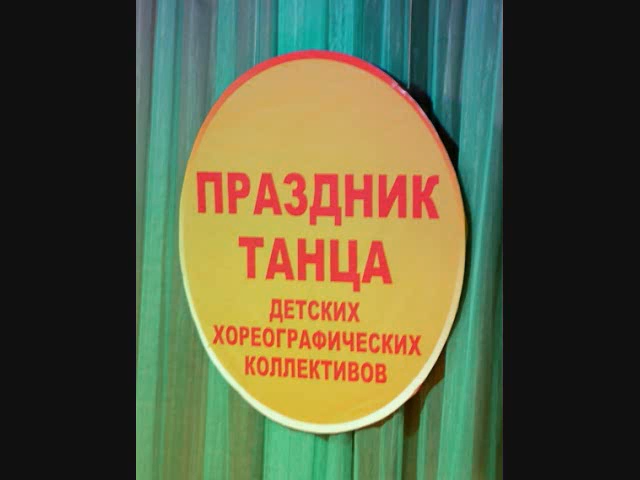 ПРАЗДНИК
ТАНЦА
ДЕТСКИХ
ХОРЕОГРАФИЧЕСКИХ
КОЛЛЕКТИВОВ